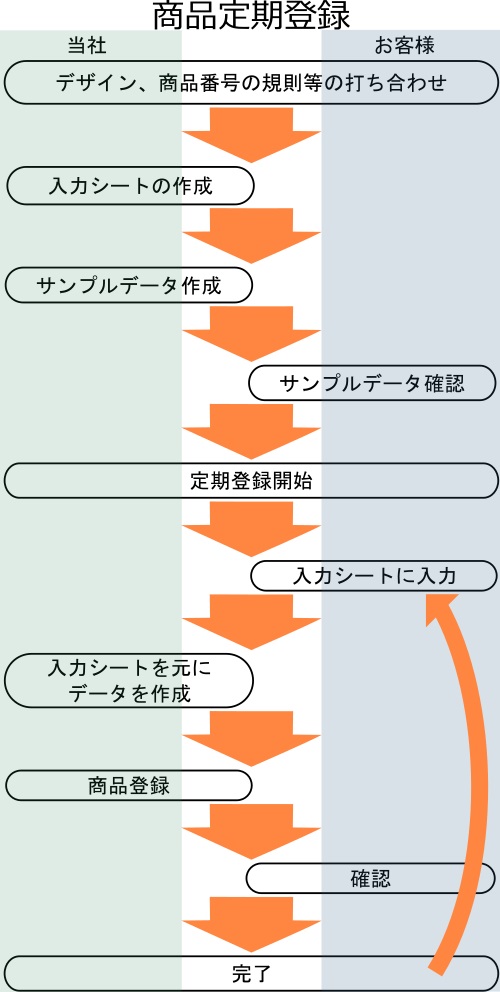 商品定期登録
当社
お客様
デザイン、商品番号の規則等の打ち合わせ
入力シートの作成
サンプルデータ作成
サンプルデータ確認
定期登録開始
入力シートに入力
入力シートを元に
データを作成
商品登録
確認
完了